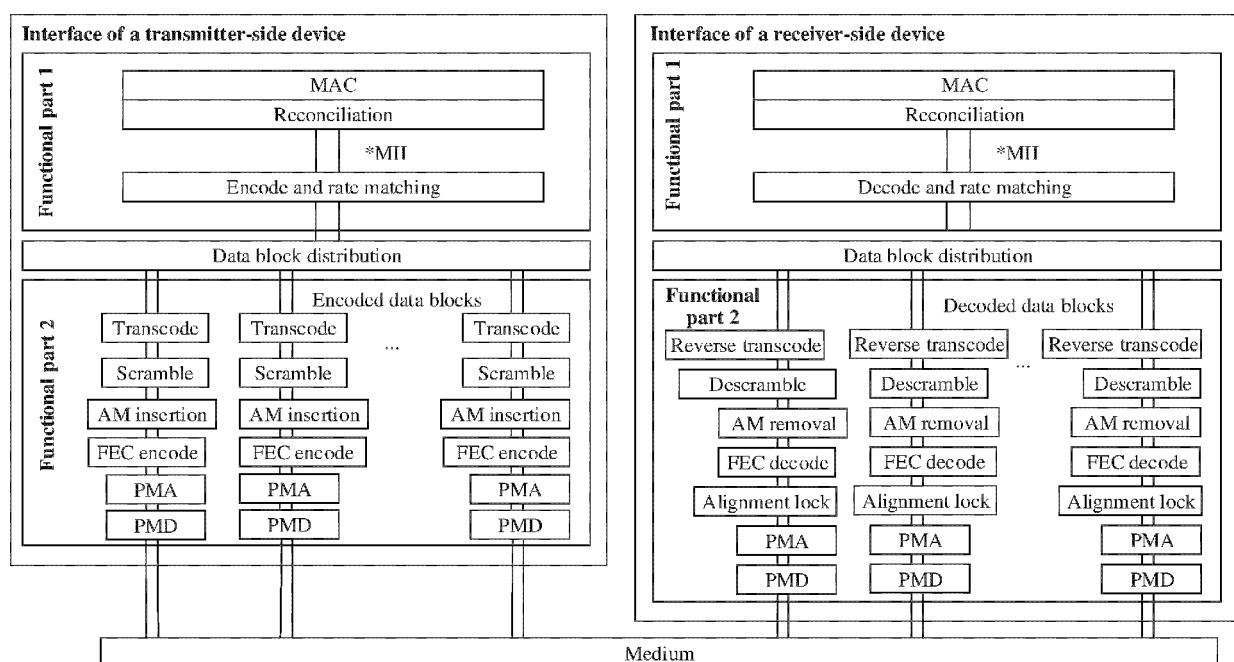 Interface of a transmitter-side device
Functional part 1
MAC
Reconciliation
*MII
Encode and rate matching
Data block distribution
Functional part 2
Encoded data blocks
Transcode Transcode ... Transcode
Scramble Scramble Scramble
AM insertion AM insertion AM insertion
FEC encode FEC encode FEC encode
PMA PMA PMA
PMD PMD PMD
Interface of a receiver-side device
Functional part 1
MAC
Reconciliation
*MII
Decode and rate matching
Data block distribution
Functional
part 2
Decoded data blocks
Reverse transcode Reverse transcode ... Reverse transcode
Descramble Descramble Descramble
AM removal AM removal AM removal
FEC decode FEC decode FEC decode
Alignment lock Alignment lock Alignment lock
PMA PMA PMA
PMD PMD PMD
Medium